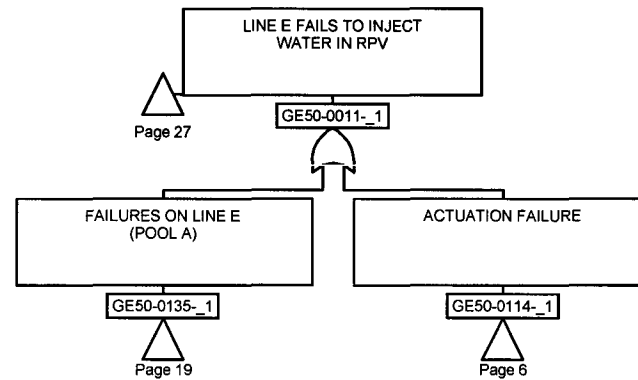 LINE E FAILS TO INJECT
WATER IN RPV
Page 27
GE50-0011-_1
FAILURES ON LINE E
(POOL A)
ACTUATION FAILURE
GE50-0135-_1
GE50-0114-_1
Page 19
Page 6